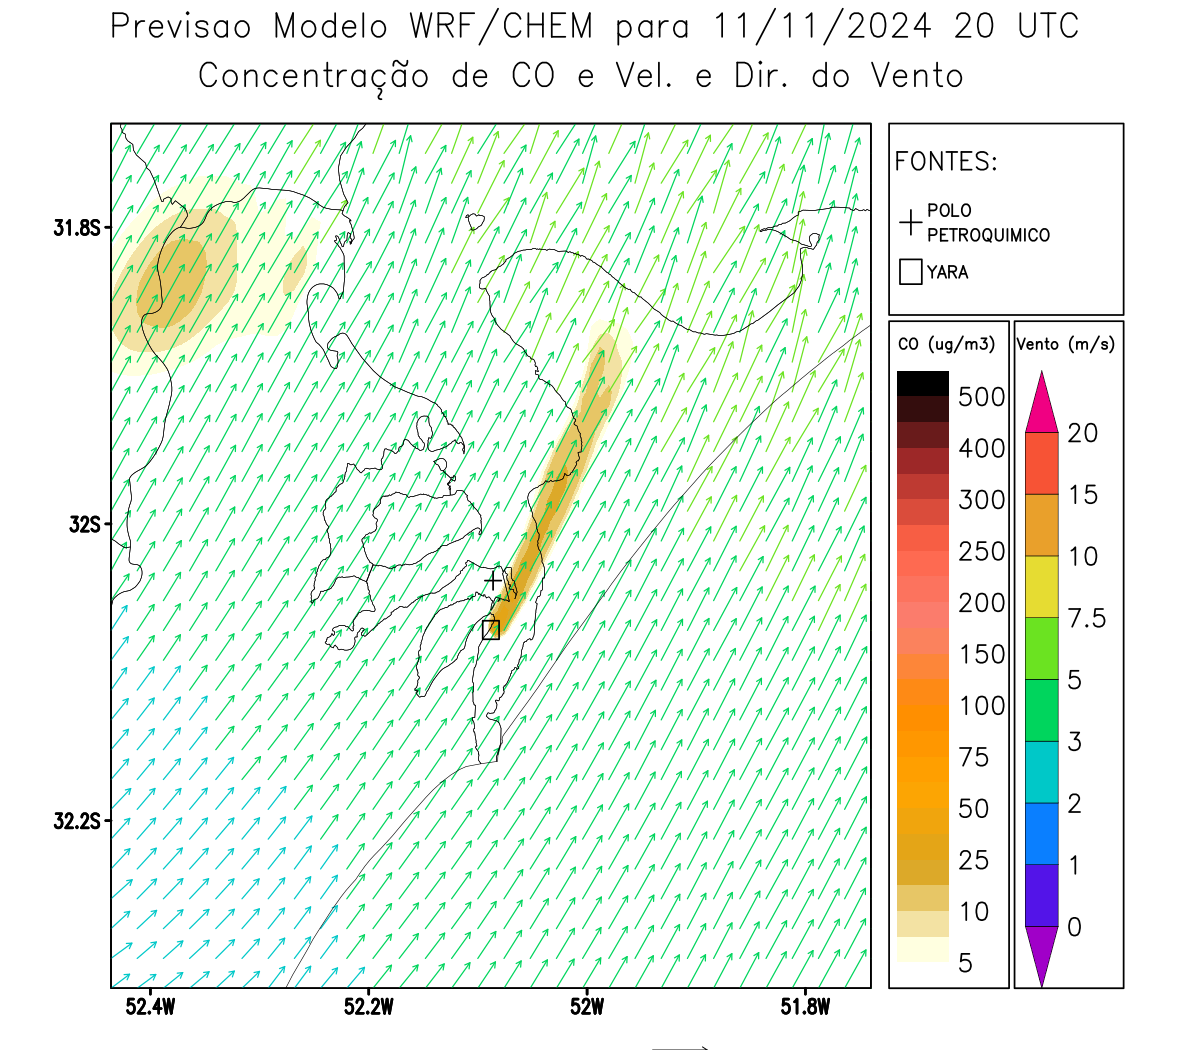 Previsao Modelo WRF/CHEM para 11/11/2024 20 UTC
Concentração de CO e Vel. e Dir. do Vento
FONTES:
POLO
PETROQUIMICO
YARA
31.8S
32S
32.2S
52.4W
52.2W
52W
51.8W
CO (ug/m3)
500
400
300
250
200
150
100
75
50
25
10
5
Vento (m/s)
20
15
10
7.5
5
3
2
1
0